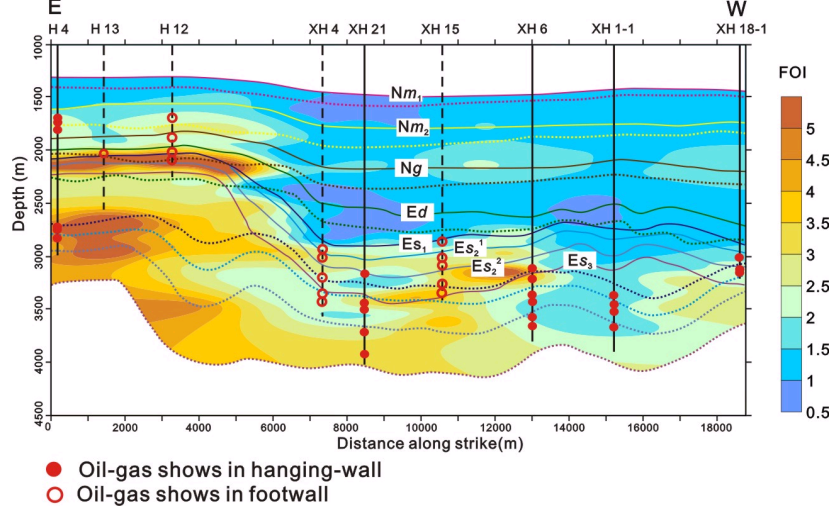 E
W
H 4 H 13 H 12 XH 4 XH 21 XH 15 XH 6 XH 1-1 XH 18-1
FOI
1000
1500
2000
2500
3000
3500
4000
4500
Depth (m)
Nm₁
Nm₂
Ng
Ed
Es₁
Es₂¹
Es₂²
Es₃
5
4
3.5
3
2.5
2
1.5
1
0.5
0 2000 4000 6000 8000 10000 12000 14000 16000 18000
Distance along strike(m)
Oil-gas shows in hanging-wall
Oil-gas shows in footwall